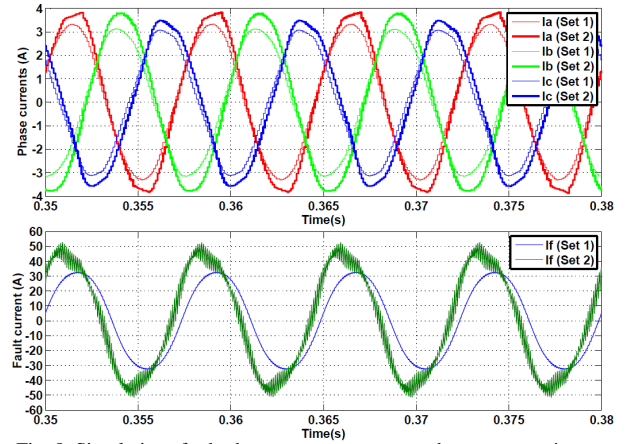 4
3
2
1
0
-1
-2
-3
-4
Phase currents (A)
Ia (Set 1)
Ia (Set 2)
Ib (Set 1)
Ib (Set 2)
Ic (Set 1)
Ic (Set 2)
0.35 0.355 0.36 0.365 0.37 0.375 0.38
Time(s)
60
50
40
30
20
10
0
-10
-20
-30
-40
-50
-60
Fault current (A)
If (Set 1)
If (Set 2)
0.35 0.355 0.36 0.365 0.37 0.375 0.38
Time(s)